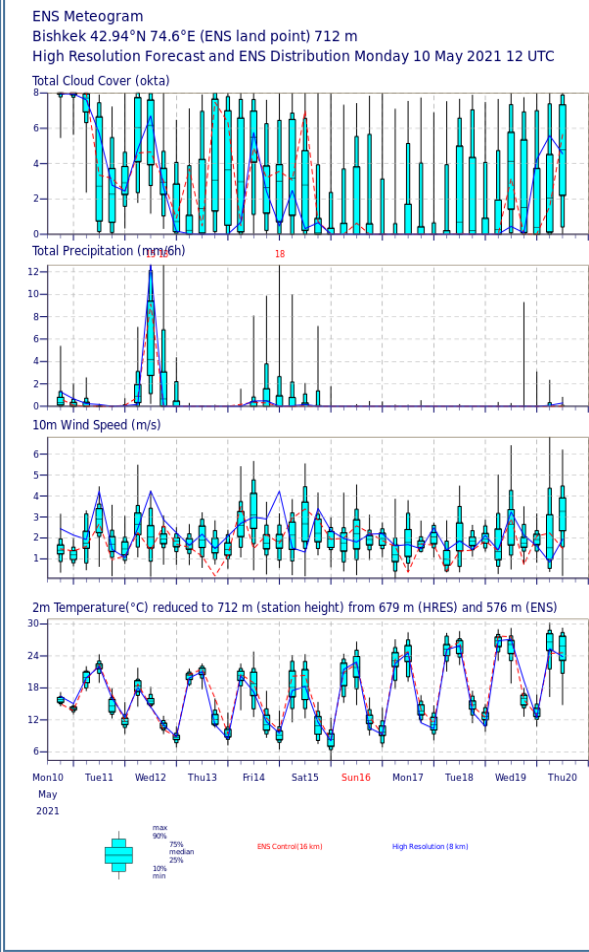 ENS Meteogram
Bishkek 42.94°N 74.6°E (ENS land point) 712 m
High Resolution Forecast and ENS Distribution Monday 10 May 2021 12 UTC
Total Cloud Cover (okta)
8
6
4
2
0
Total Precipitation (mm/6h)
18
12
10
8
6
4
2
0
10m Wind Speed (m/s)
6
5
4
3
2
1
2m Temperature(°C) reduced to 712 m (station height) from 679 m (HRES) and 576 m (ENS)
30
24
18
12
6
Mon10 Tue11 Wed12 Thu13 Fri14 Sat15 Sun16 Mon17 Tue18 Wed19 Thu20
May
2021
max
90%
75%
median
25%
10%
min
ENS Control(16 km)
High Resolution (8 km)